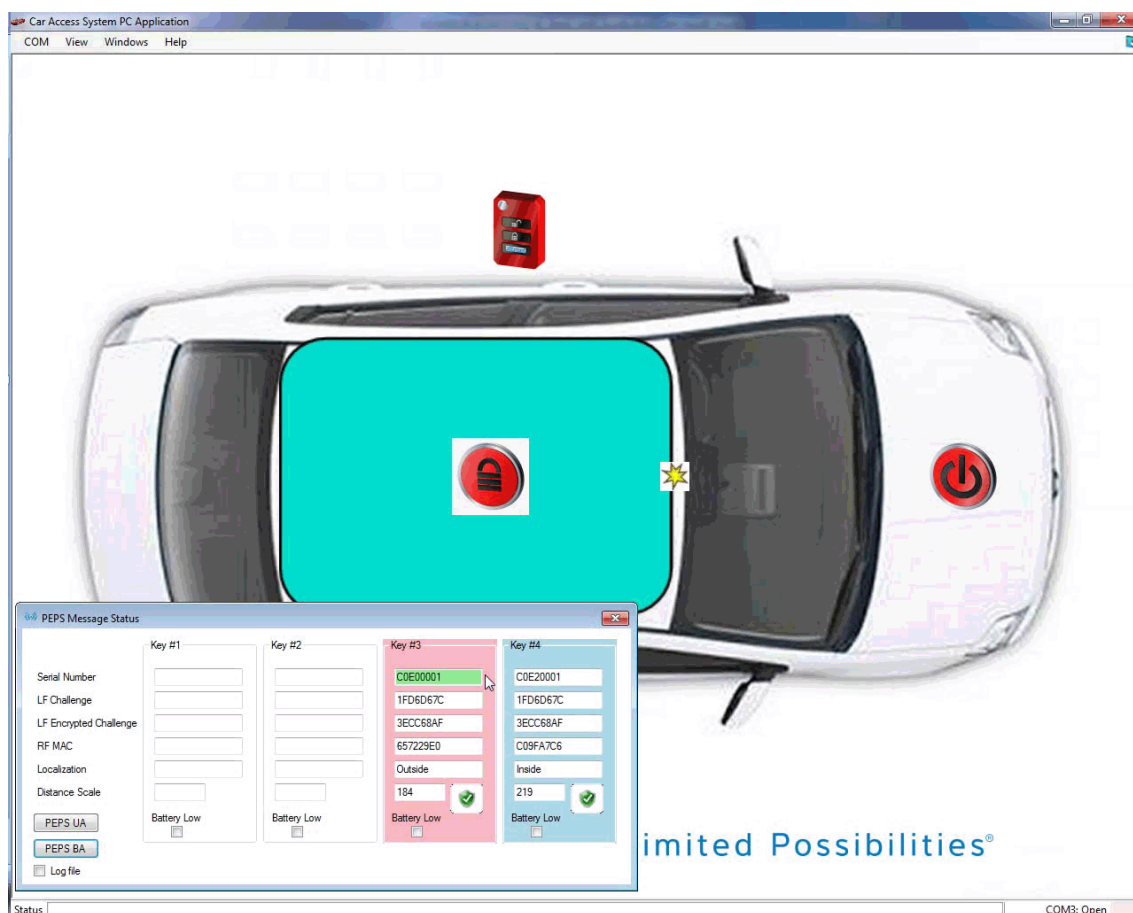 Car Access System PC Application
COM View Windows Help
PEPS Message Status
Key #1 Key #2 Key #3 Key #4
Serial Number C0E00001 C0E20001
LF Challenge 1FD6D67C 1FD6D67C
LF Encrypted Challenge 3ECC68AF 3ECC68AF
RF MAC 657229E0 C09FA7C6
Localization Outside Inside
Distance Scale 184 219
PEPS UA Battery Low Battery Low Battery Low Battery Low
PEPS BA
Log file
imited Possibilities®
Status COM3: Open